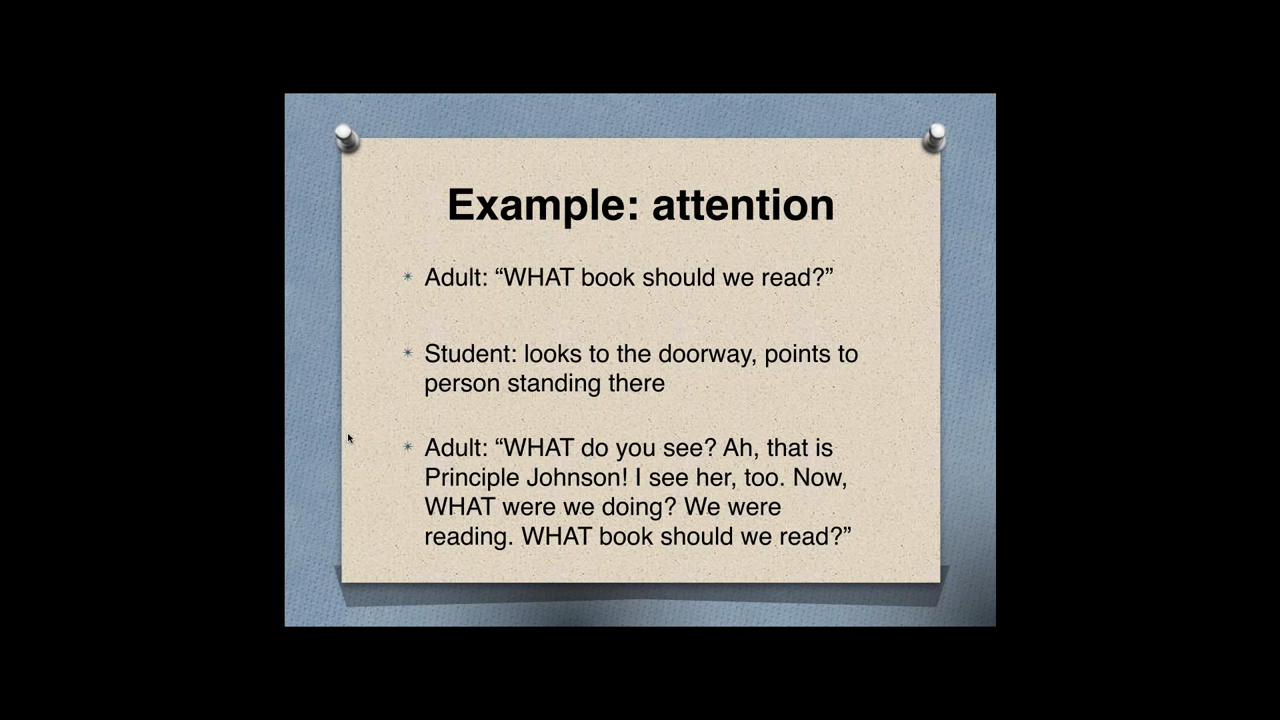 Example: attention
Adult: “WHAT book should we read?”
Student: looks to the doorway, points to
person standing there
Adult: “WHAT do you see? Ah, that is
Principle Johnson! I see her, too. Now,
WHAT were we doing? We were
reading. WHAT book should we read?”